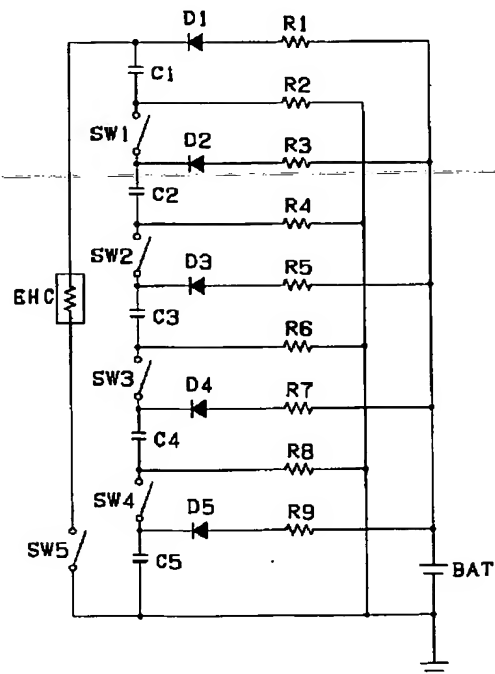 D1 R1
C1
R2
SW1
D2 R3
C2
R4
SW2
D3 R5
EHC
C3
R6
SW3
D4 R7
C4
R8
SW4
D5 R9
SW5
C5
BAT